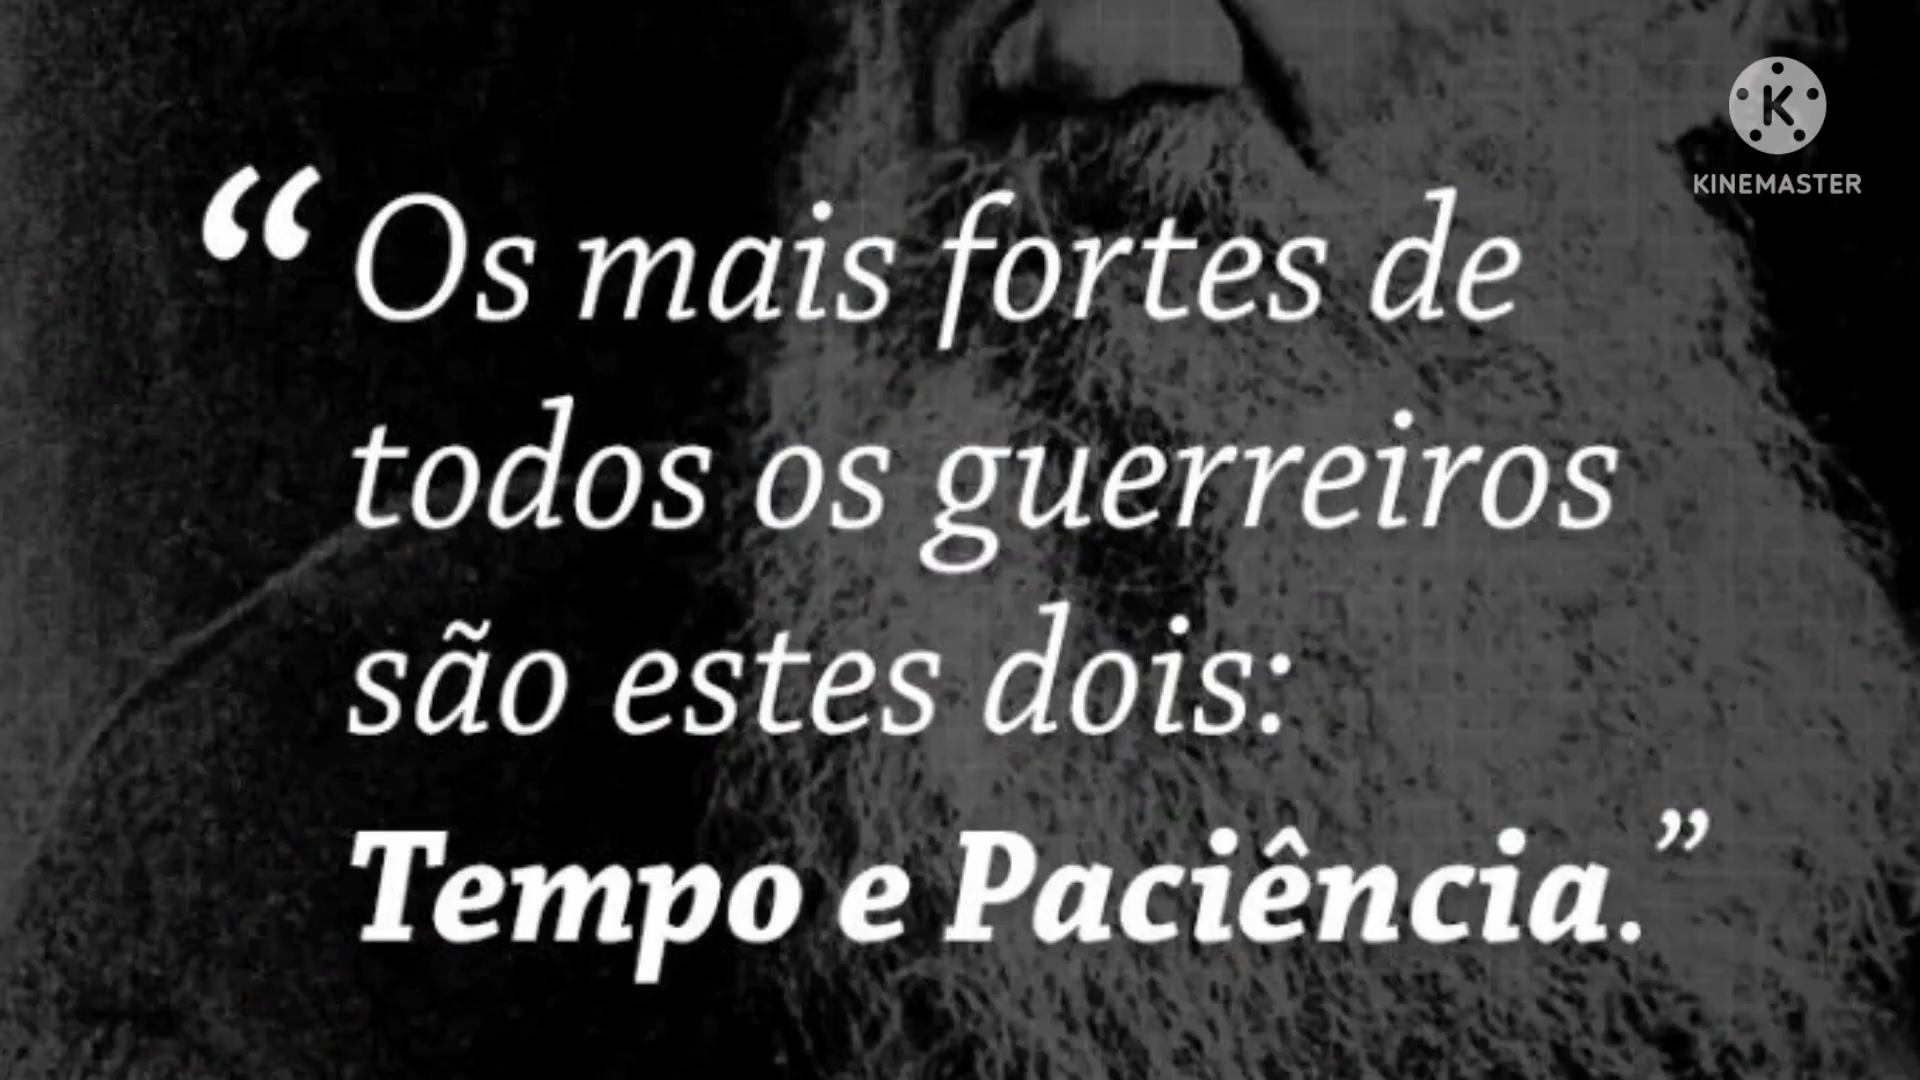 KINEMASTER
“Os mais fortes de
todos os guerreiros
são estes dois:
Tempo e Paciência.”